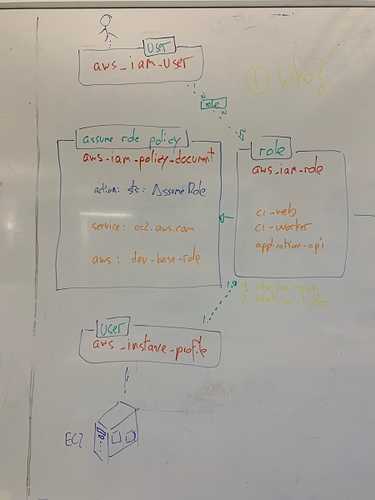 user
aws_iam_user
role
assume role policy
aws_iam_policy_document
action: sts: AssumeRole
service: ec2.aws.com
aws: dev-base-role
role
aws_iam_role
ci-web
ci-worker
application-api
user
aws_instance_profile
EC2